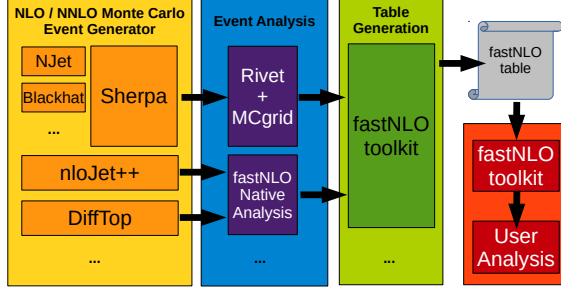 NLO / NNLO Monte Carlo
Event Generator
NJet
Blackhat
...
Sherpa
nloJet++
DiffTop
...
Event Analysis
Rivet
+
MCgrid
fastNLO
Native
Analysis
...
Table
Generation
fastNLO
toolkit
...
fastNLO
table
fastNLO
toolkit
User
Analysis